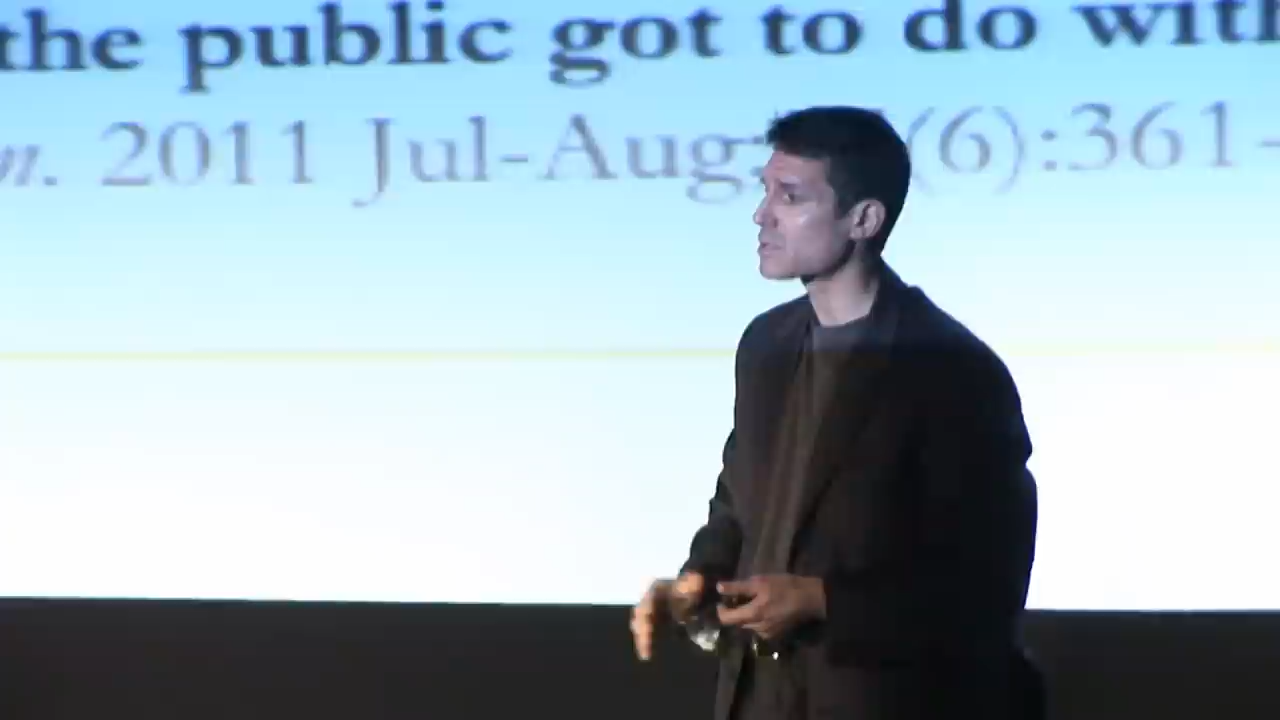 the public got to do with
n. 2011 Jul-Aug; (6):361-